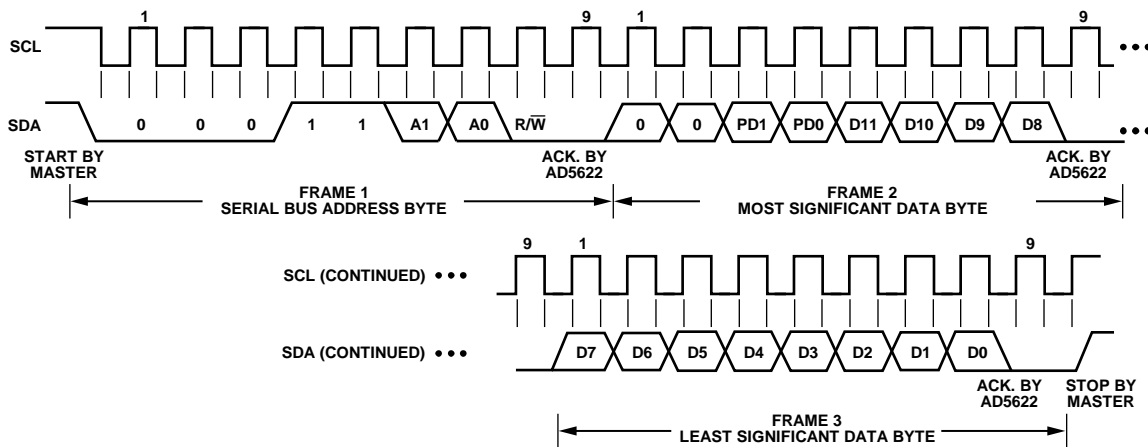 1 9 1 9
SCL
SDA 0 0 0 1 1 A1 A0 R/W̅ 0 0 PD1 PD0 D11 D10 D9 D8
START BY MASTER
ACK. BY AD5622
ACK. BY AD5622
FRAME 1
SERIAL BUS ADDRESS BYTE
FRAME 2
MOST SIGNIFICANT DATA BYTE
9 1 9
SCL (CONTINUED)
SDA (CONTINUED) D7 D6 D5 D4 D3 D2 D1 D0
ACK. BY AD5622
STOP BY MASTER
FRAME 3
LEAST SIGNIFICANT DATA BYTE